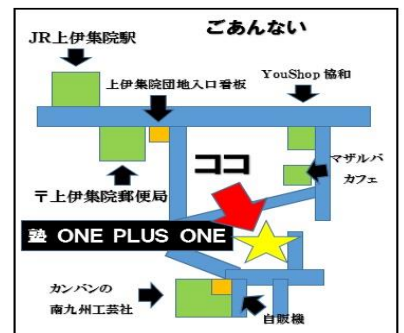 ごあんない
JR上伊集院駅
上伊集院団地入口看板
YouShop 協和
ココ
マザルバ
カフェ
〒上伊集院郵便局
塾 ONE PLUS ONE
カンバンの
南九州工芸社
自販機